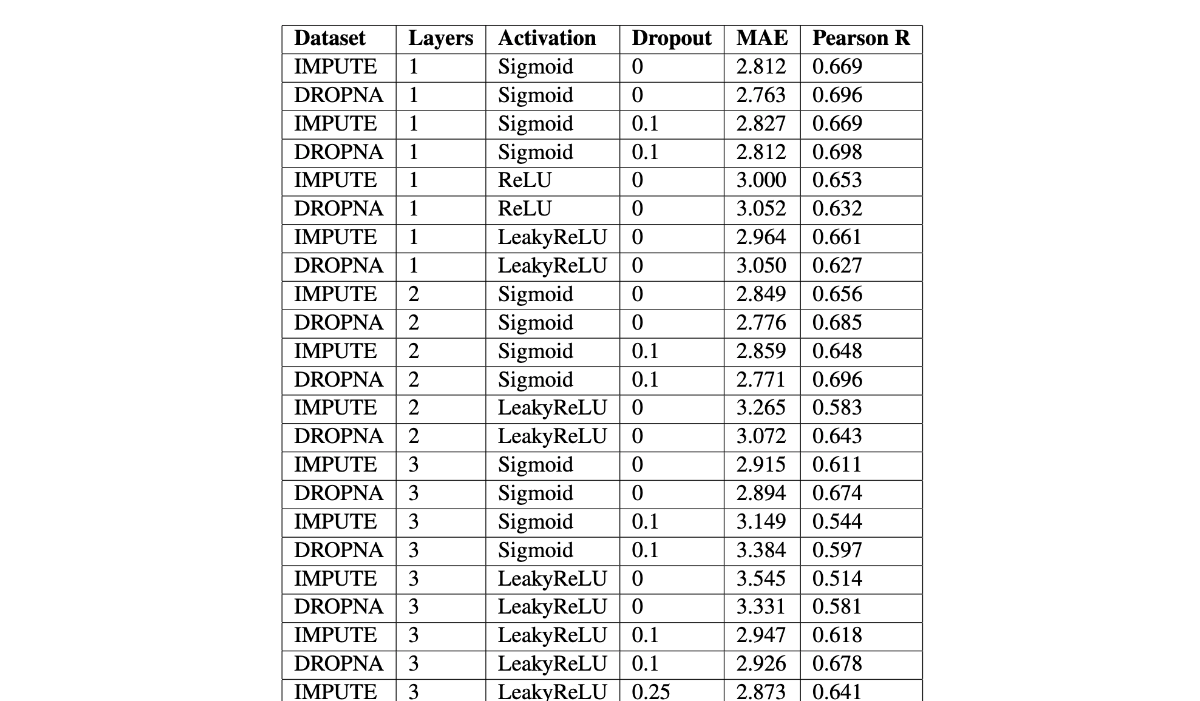 Dataset Layers Activation Dropout MAE Pearson R
IMPUTE 1 Sigmoid 0 2.812 0.669
DROPNA 1 Sigmoid 0 2.763 0.696
IMPUTE 1 Sigmoid 0.1 2.827 0.669
DROPNA 1 Sigmoid 0.1 2.812 0.698
IMPUTE 1 ReLU 0 3.000 0.653
DROPNA 1 ReLU 0 3.052 0.632
IMPUTE 1 LeakyReLU 0 2.964 0.661
DROPNA 1 LeakyReLU 0 3.050 0.627
IMPUTE 2 Sigmoid 0 2.849 0.656
DROPNA 2 Sigmoid 0 2.776 0.685
IMPUTE 2 Sigmoid 0.1 2.859 0.648
DROPNA 2 Sigmoid 0.1 2.771 0.696
IMPUTE 2 LeakyReLU 0 3.265 0.583
DROPNA 2 LeakyReLU 0 3.072 0.643
IMPUTE 3 Sigmoid 0 2.915 0.611
DROPNA 3 Sigmoid 0 2.894 0.674
IMPUTE 3 Sigmoid 0.1 3.149 0.544
DROPNA 3 Sigmoid 0.1 3.384 0.597
IMPUTE 3 LeakyReLU 0 3.545 0.514
DROPNA 3 LeakyReLU 0 3.331 0.581
IMPUTE 3 LeakyReLU 0.1 2.947 0.618
DROPNA 3 LeakyReLU 0.1 2.926 0.678
IMPUTE 3 LeakyReLU 0.25 2.873 0.641